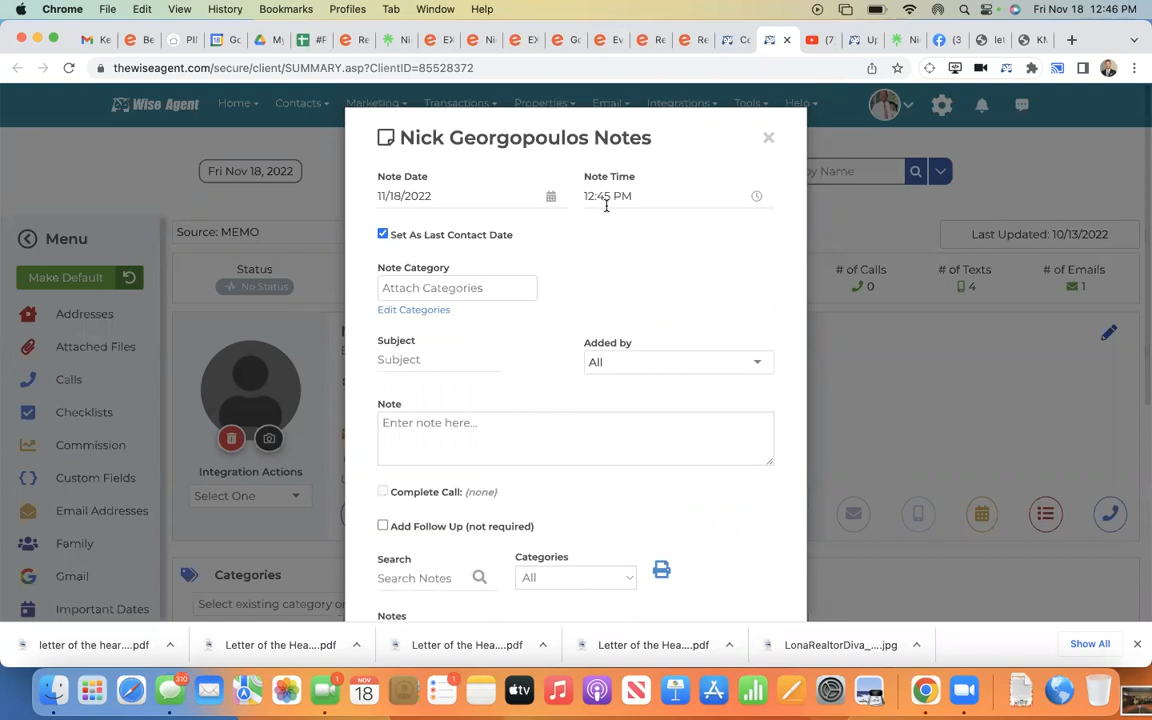 Chrome File Edit View History Bookmarks Profiles Tab Window Help Fri Nov 18 12:46 PM
thewiseagent.com/secure/client/SUMMARY.asp?ClientID=85528372
Wise Agent Home Contacts Marketing Transactions Properties Email Integrations Tools Help
Fri Nov 18, 2022
by Name
Menu
Source: MEMO
Last Updated: 10/13/2022
Make Default
Status
No Status
# of Calls
0
# of Texts
4
# of Emails
1
Addresses
Attached Files
Calls
Checklists
Commission
Custom Fields
Email Addresses
Family
Gmail
Important Dates
Integration Actions
Select One
Categories
Select existing category or
Nick Georgopoulos Notes
Note Date
11/18/2022
Note Time
12:45 PM
Set As Last Contact Date
Note Category
Attach Categories
Edit Categories
Subject
Subject
Added by
All
Note
Enter note here...
Complete Call: (none)
Add Follow Up (not required)
Search
Search Notes
Categories
All
Notes
letter of the hear....pdf
Letter of the Hea....pdf
Letter of the Hea....pdf
Letter of the Hea....pdf
LonaRealtorDiva_....jpg
Show All
310
1
NOV
18
1